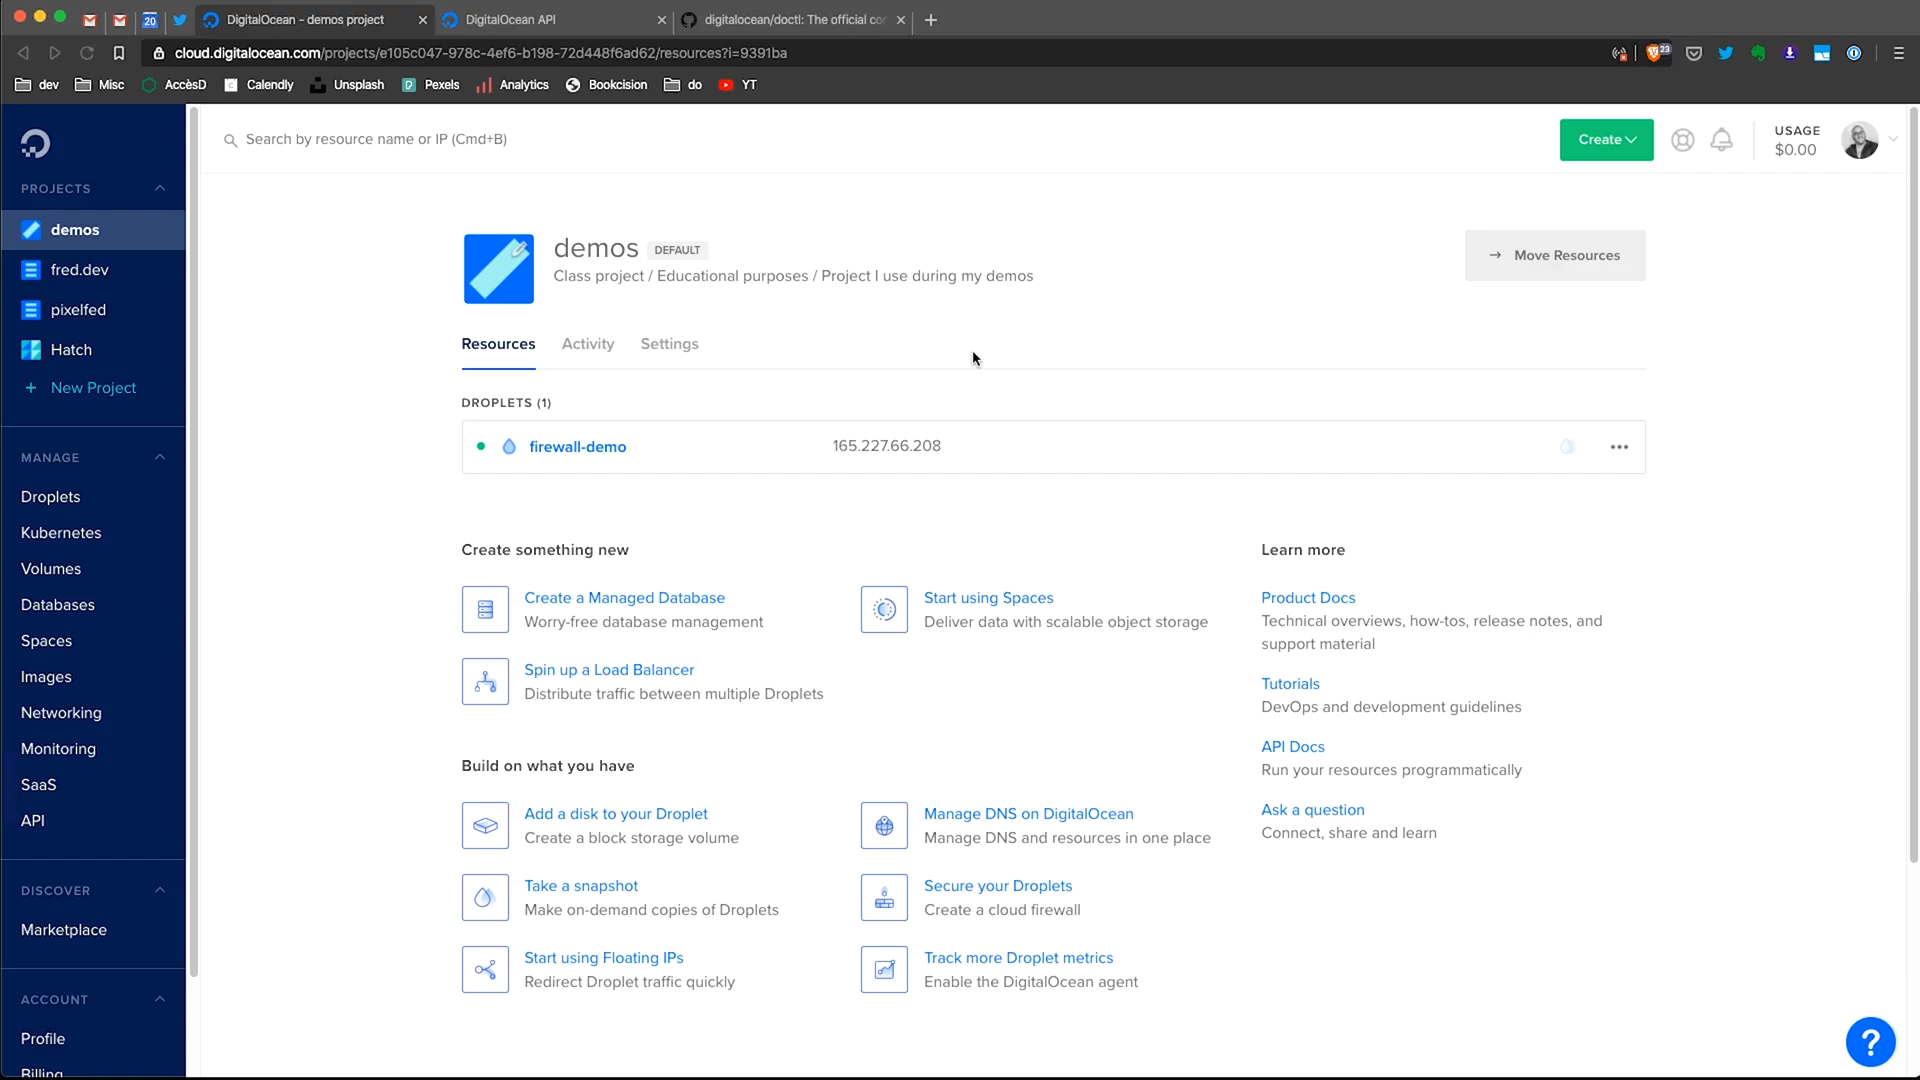 20
DigitalOcean - demos project
DigitalOcean API
digitalocean/doctl: The official co
cloud.digitalocean.com/projects/e105c047-978c-4ef6-b198-72d448f6ad62/resources?i=9391ba
23
dev
Misc
AccèsD
Calendly
Unsplash
Pexels
Analytics
Bookcision
do
YT
Search by resource name or IP (Cmd+B)
Create
USAGE
$0.00
PROJECTS
demos
fred.dev
pixelfed
Hatch
+ New Project
MANAGE
Droplets
Kubernetes
Volumes
Databases
Spaces
Images
Networking
Monitoring
SaaS
API
DISCOVER
Marketplace
ACCOUNT
Profile
Billing
demos DEFAULT
Class project / Educational purposes / Project I use during my demos
→ Move Resources
Resources
Activity
Settings
DROPLETS (1)
firewall-demo
165.227.66.208
Create something new
Create a Managed Database
Worry-free database management
Start using Spaces
Deliver data with scalable object storage
Spin up a Load Balancer
Distribute traffic between multiple Droplets
Build on what you have
Add a disk to your Droplet
Create a block storage volume
Manage DNS on DigitalOcean
Manage DNS and resources in one place
Take a snapshot
Make on-demand copies of Droplets
Secure your Droplets
Create a cloud firewall
Start using Floating IPs
Redirect Droplet traffic quickly
Track more Droplet metrics
Enable the DigitalOcean agent
Learn more
Product Docs
Technical overviews, how-tos, release notes, and
support material
Tutorials
DevOps and development guidelines
API Docs
Run your resources programmatically
Ask a question
Connect, share and learn
?